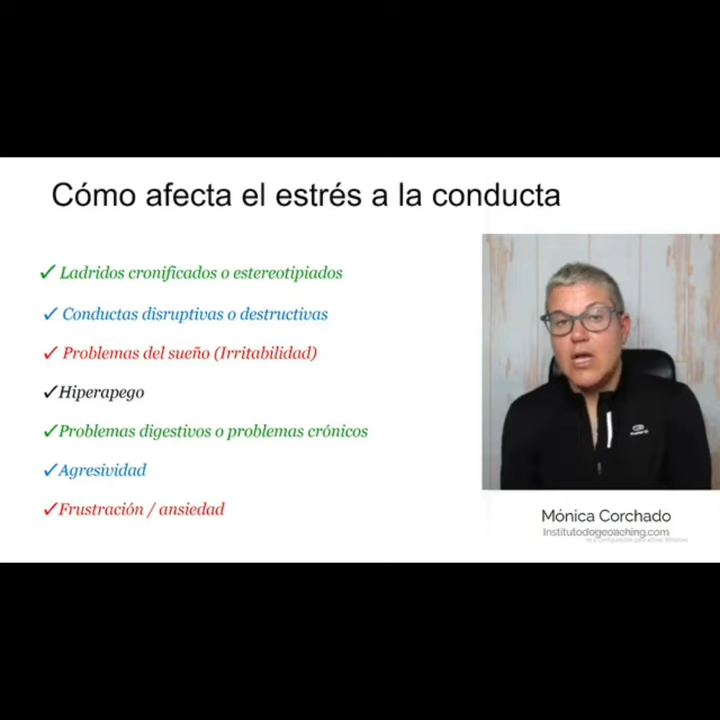 Cómo afecta el estrés a la conducta
✓ Ladridos cronificados o estereotipiados
✓ Conductas disruptivas o destructivas
✓ Problemas del sueño (Irritabilidad)
✓Hiperapego
✓Problemas digestivos o problemas crónicos
✓Agresividad
✓Frustración / ansiedad
Mónica Corchado
Institutodogcoaching.com